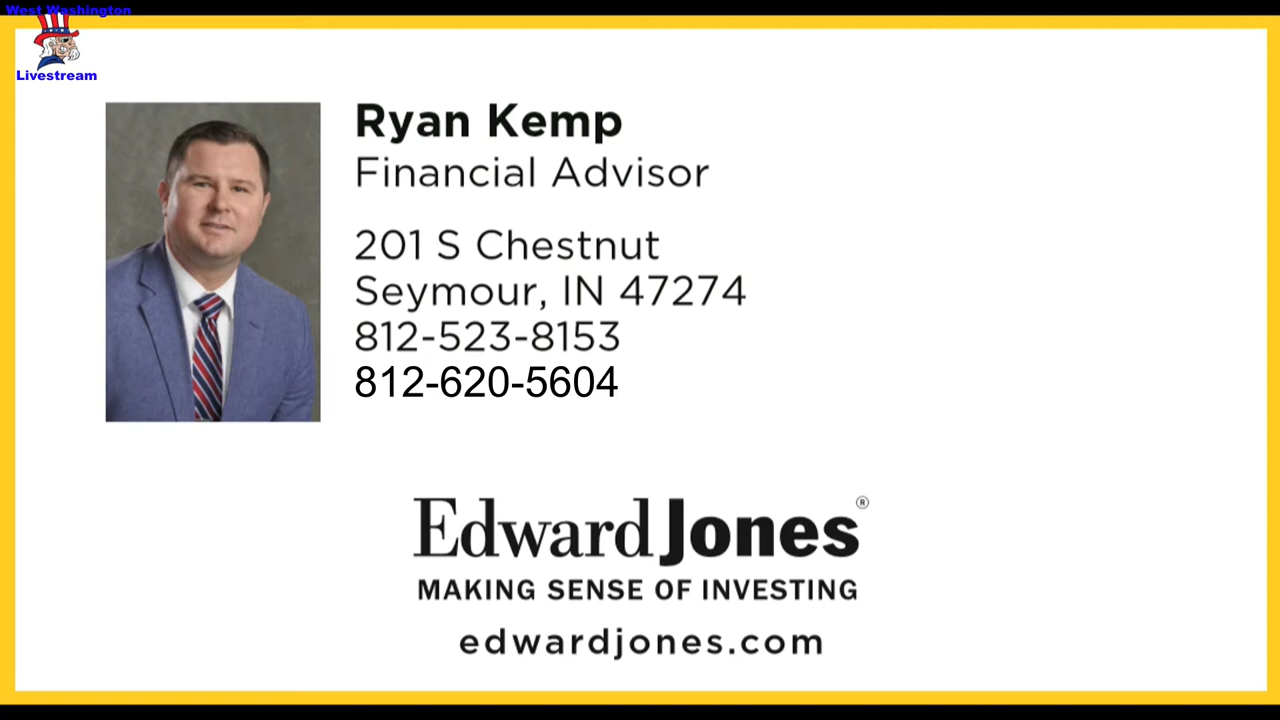 West Washington
Livestream
Ryan Kemp
Financial Advisor
201 S Chestnut
Seymour, IN 47274
812-523-8153
812-620-5604
Edward Jones®
MAKING SENSE OF INVESTING
edwardjones.com